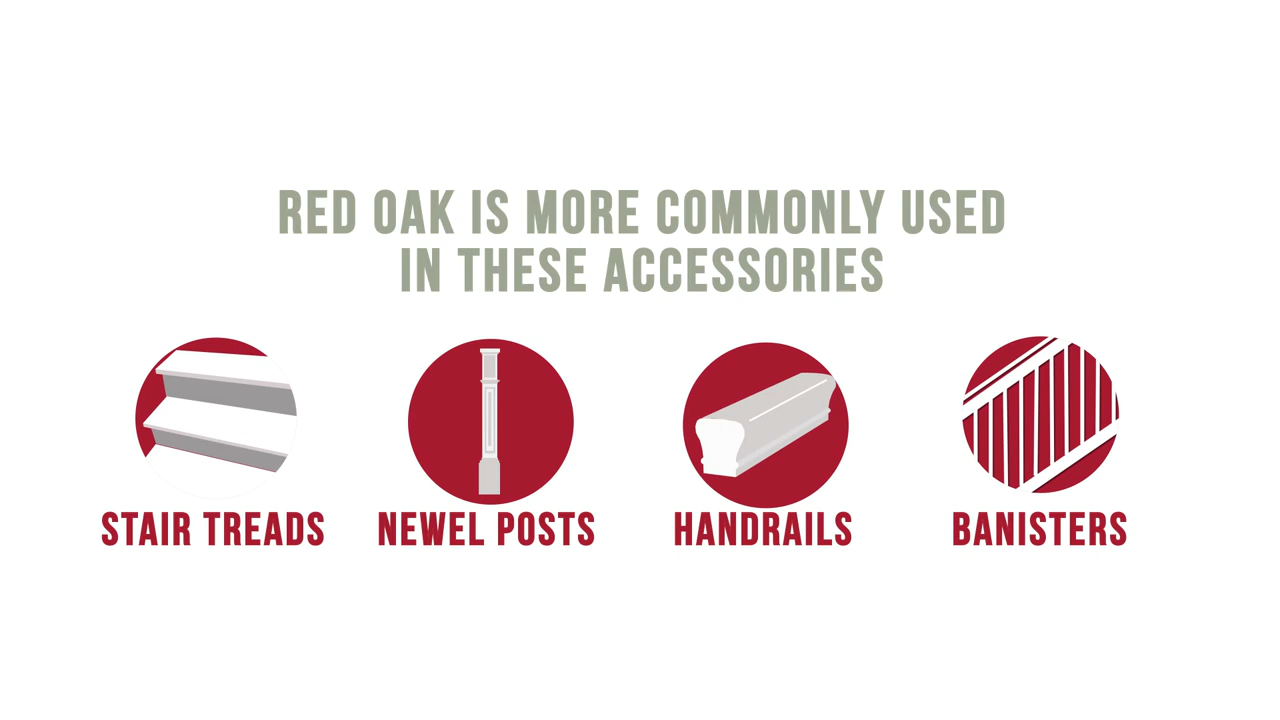 RED OAK IS MORE COMMONLY USED
IN THESE ACCESSORIES
STAIR TREADS
NEWEL POSTS
HANDRAILS
BANISTERS